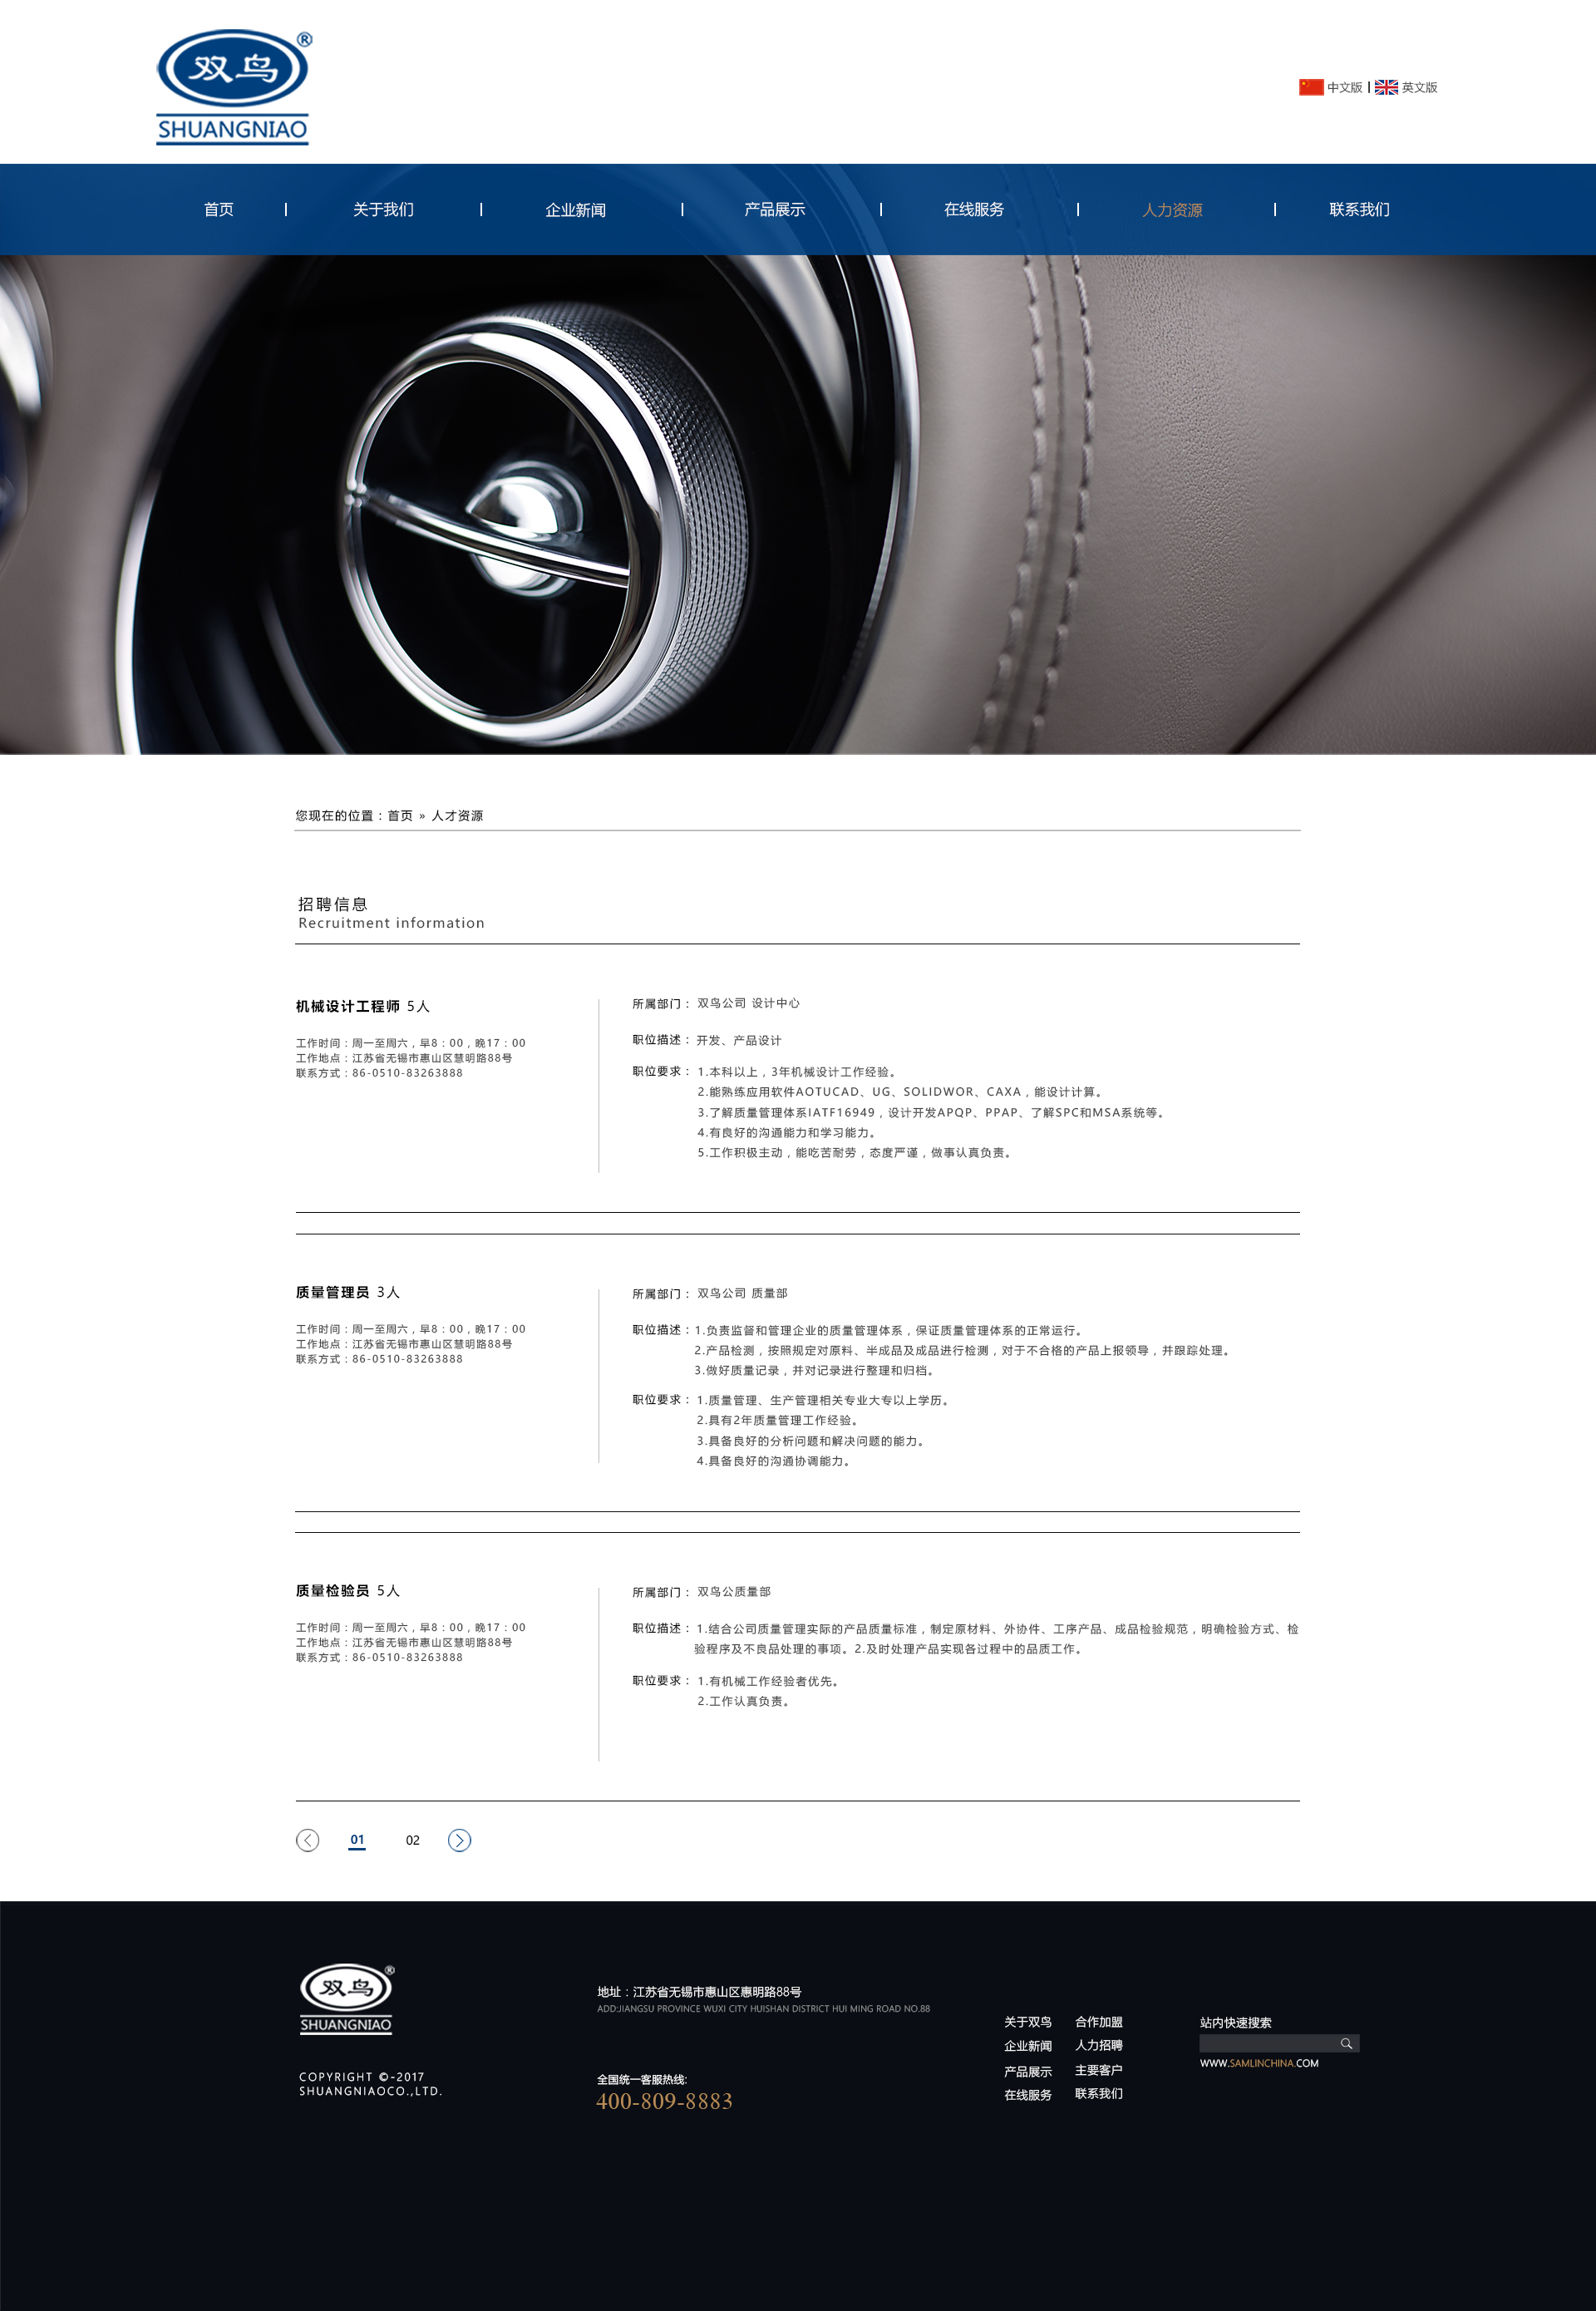 双鸟®
SHUANGNIAO
中文版 | 英文版
首页 关于我们 企业新闻 产品展示 在线服务 人力资源 联系我们
您现在的位置：首页 » 人才资源
招聘信息
Recruitment information
机械设计工程师 5人
工作时间：周一至周六，早8：00，晚17：00
工作地点：江苏省无锡市惠山区慧明路88号
联系方式：86-0510-83263888
所属部门： 双鸟公司 设计中心
职位描述： 开发、产品设计
职位要求： 1.本科以上，3年机械设计工作经验。
2.能熟练应用软件AOTUCAD、UG、SOLIDWOR、CAXA，能设计计算。
3.了解质量管理体系IATF16949，设计开发APQP、PPAP、了解SPC和MSA系统等。
4.有良好的沟通能力和学习能力。
5.工作积极主动，能吃苦耐劳，态度严谨，做事认真负责。
质量管理员 3人
工作时间：周一至周六，早8：00，晚17：00
工作地点：江苏省无锡市惠山区慧明路88号
联系方式：86-0510-83263888
所属部门： 双鸟公司 质量部
职位描述：1.负责监督和管理企业的质量管理体系，保证质量管理体系的正常运行。
2.产品检测，按照规定对原料、半成品及成品进行检测，对于不合格的产品上报领导，并跟踪处理。
3.做好质量记录，并对记录进行整理和归档。
职位要求： 1.质量管理、生产管理相关专业大专以上学历。
2.具有2年质量管理工作经验。
3.具备良好的分析问题和解决问题的能力。
4.具备良好的沟通协调能力。
质量检验员 5人
工作时间：周一至周六，早8：00，晚17：00
工作地点：江苏省无锡市惠山区慧明路88号
联系方式：86-0510-83263888
所属部门： 双鸟公质量部
职位描述： 1.结合公司质量管理实际的产品质量标准，制定原材料、外协件、工序产品、成品检验规范，明确检验方式、检
验程序及不良品处理的事项。2.及时处理产品实现各过程中的品质工作。
职位要求： 1.有机械工作经验者优先。
2.工作认真负责。
01 02
双鸟®
SHUANGNIAO
COPYRIGHT ©-2017
SHUANGNIAOCO.,LTD.
地址：江苏省无锡市惠山区惠明路88号
ADD:JIANGSU PROVINCE WUXI CITY HUISHAN DISTRICT HUI MING ROAD NO.88
全国统一客服热线:
400-809-8883
关于双鸟 合作加盟
企业新闻 人力招聘
产品展示 主要客户
在线服务 联系我们
站内快速搜索
WWW.SAMLINCHINA.COM